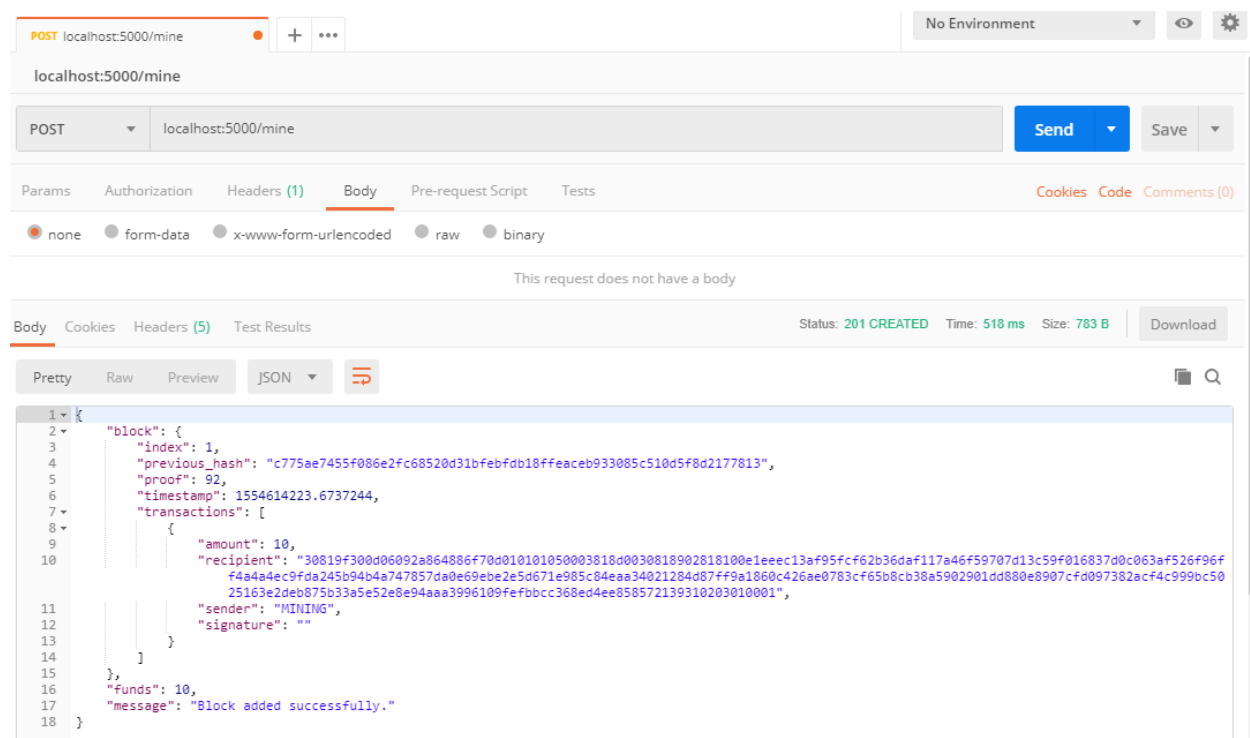 POST localhost:5000/mine
No Environment
localhost:5000/mine
POST localhost:5000/mine Send Save
Params Authorization Headers (1) Body Pre-request Script Tests Cookies Code Comments (0)
none form-data x-www-form-urlencoded raw binary
This request does not have a body
Body Cookies Headers (5) Test Results Status: 201 CREATED Time: 518 ms Size: 783 B Download
Pretty Raw Preview JSON
1 {
2 "block": {
3 "index": 1,
4 "previous_hash": "c775ae7455f086e2fc68520d31bfebfdb18ffeaceb933085c510d5f8d2177813",
5 "proof": 92,
6 "timestamp": 1554614223.6737244,
7 "transactions": [
8 {
9 "amount": 10,
10 "recipient": "30819f300d06092a864886f70d010101050003818d0030818902818100e1eeec13af95fcf62b36daf117a46f59707d13c59f016837d0c063af526f96f
f4a4a4ec9fda245b94b4a747857da0e69ebe2e5d671e985c84eaa34021284d87ff9a1860c426ae0783cf65b8cb38a5902901dd880e8907cfd097382acf4c999bc50
25163e2deb875b33a5e52e8e94aaa3996109fefbbcc368ed4ee858572139310203010001",
11 "sender": "MINING",
12 "signature": ""
13 }
14 ]
15 },
16 "funds": 10,
17 "message": "Block added successfully."
18 }